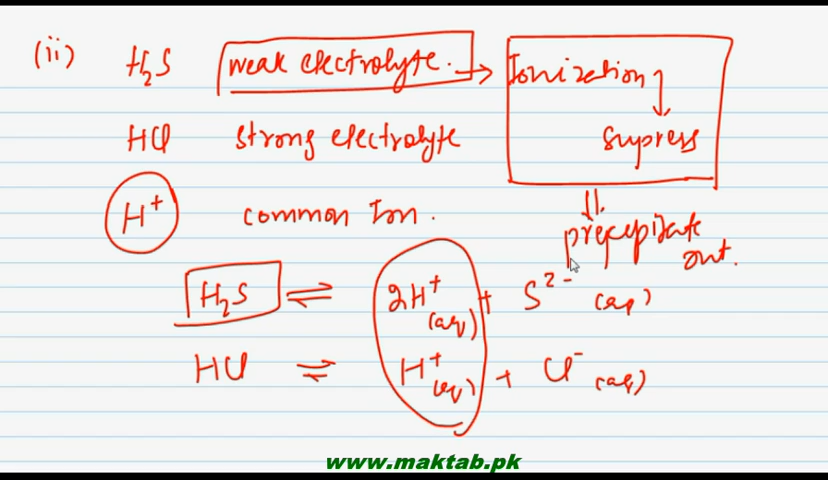 (ii) H₂S weak electrolyte. → Ionization
HCl strong electrolyte supress
H⁺ common Ion.
precepitate
out.
H₂S ⇌ 2H⁺(aq) + S²⁻ (aq)
HCl ⇌ H⁺(aq) + Cl⁻ (aq)
www.maktab.pk